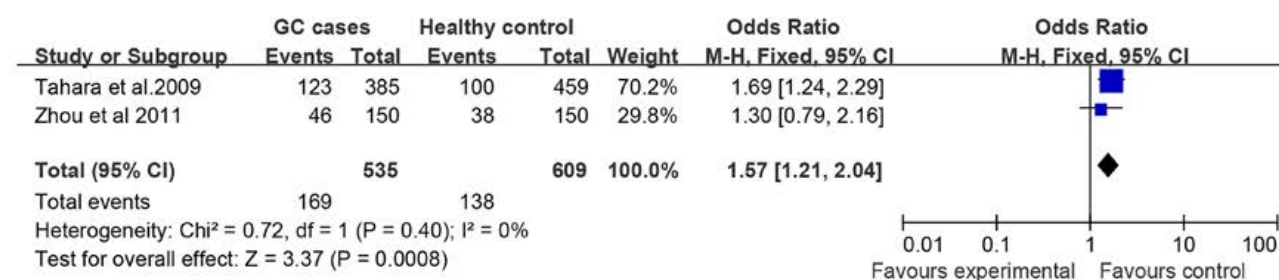 GC cases Healthy control Odds Ratio Odds Ratio
Study or Subgroup Events Total Events Total Weight M-H, Fixed, 95% CI M-H, Fixed, 95% CI
Tahara et al.2009 123 385 100 459 70.2% 1.69 [1.24, 2.29]
Zhou et al 2011 46 150 38 150 29.8% 1.30 [0.79, 2.16]
Total (95% CI) 535 609 100.0% 1.57 [1.21, 2.04]
Total events 169 138
Heterogeneity: Chi² = 0.72, df = 1 (P = 0.40); I² = 0%
Test for overall effect: Z = 3.37 (P = 0.0008)
0.01 0.1 1 10 100
Favours experimental Favours control